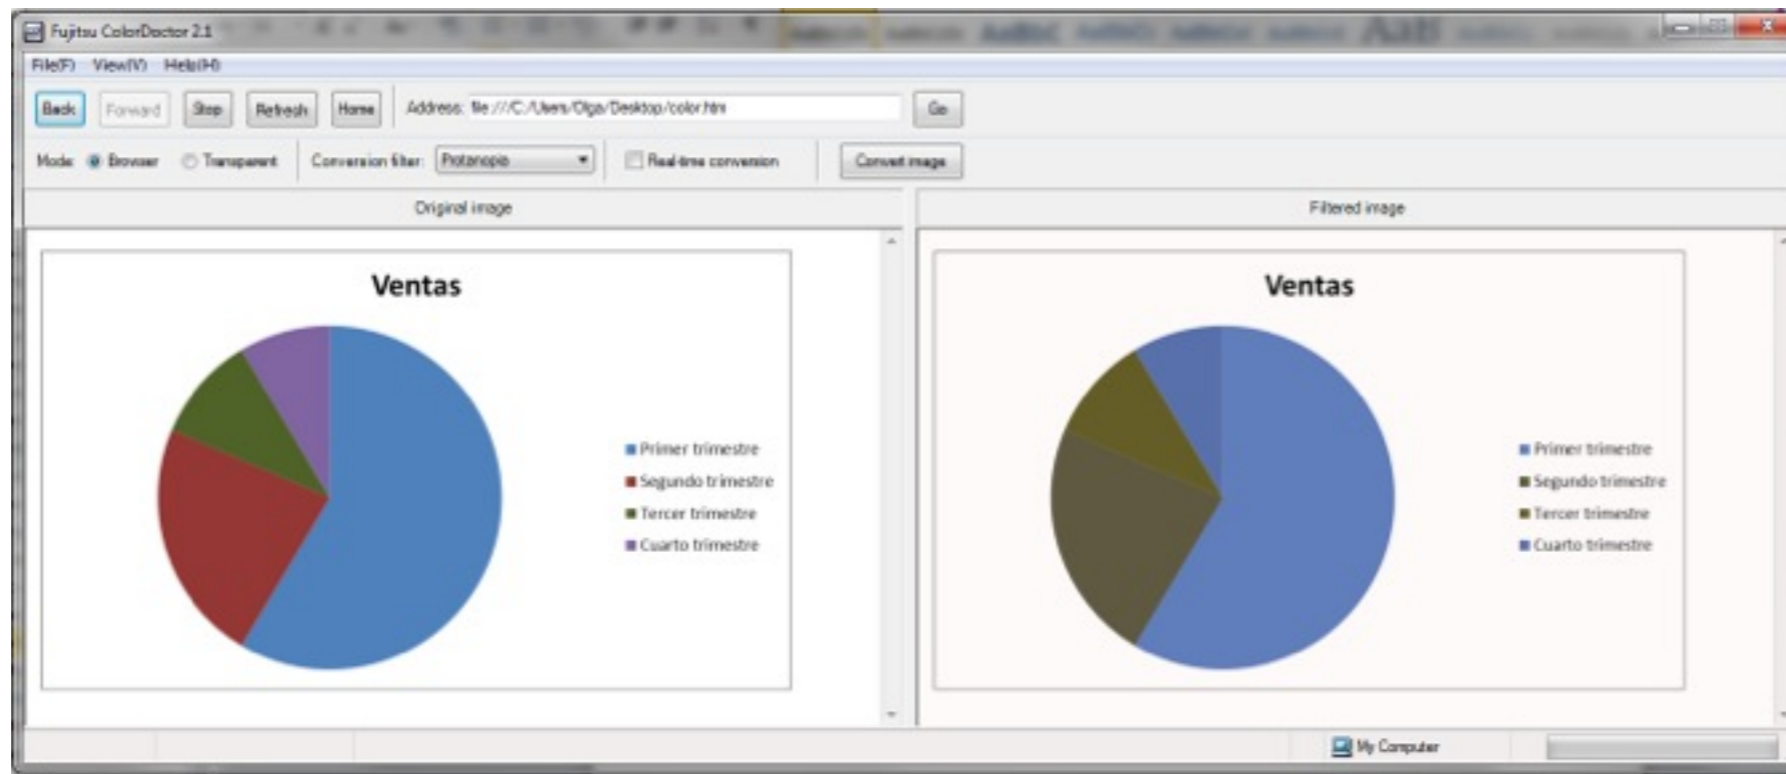 Fujitsu ColorDoctor 2.1
File(F) View(V) Help(H)
Back Forward Stop Refresh Home Address: file:///C:/Users/Olga/Desktop/color.htm Go
Mode: Browser Transparent Conversion filter: Protanopia Real-time conversion Convert image
Original image Filtered image
Ventas
Primer trimestre
Segundo trimestre
Tercer trimestre
Cuarto trimestre
Ventas
Primer trimestre
Segundo trimestre
Tercer trimestre
Cuarto trimestre
My Computer